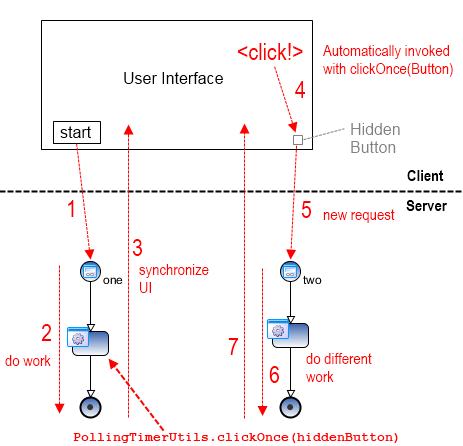 <click!>
Automatically invoked
with clickOnce(Button)
User Interface
4
start
Hidden
Button
Client
Server
1
5
new request
3
synchronize
UI
one
two
2
do work
7
do different
work
6
PollingTimerUtils.clickOnce(hiddenButton)